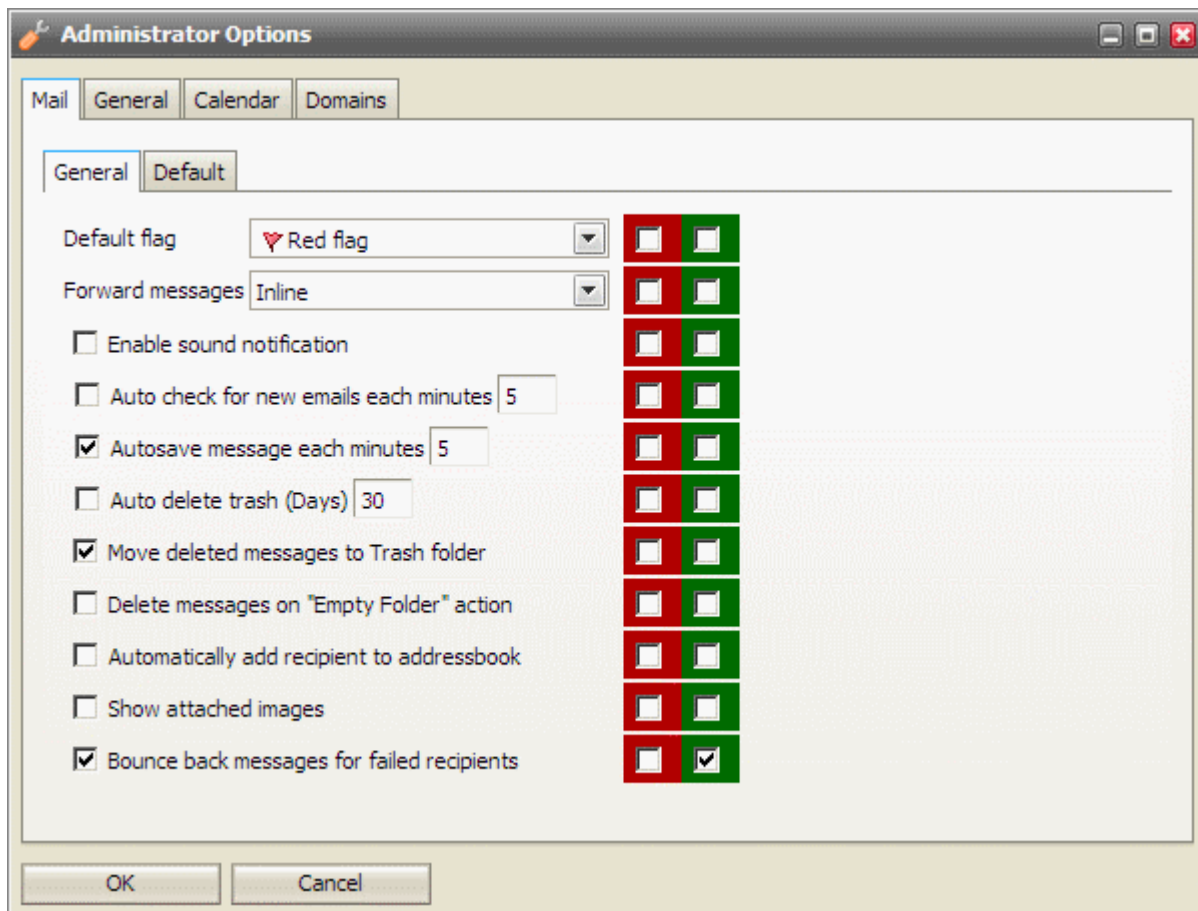 Administrator Options
Mail General Calendar Domains
General Default
Default flag Red flag
Forward messages Inline
Enable sound notification
Auto check for new emails each minutes 5
Autosave message each minutes 5
Auto delete trash (Days) 30
Move deleted messages to Trash folder
Delete messages on "Empty Folder" action
Automatically add recipient to addressbook
Show attached images
Bounce back messages for failed recipients
OK Cancel